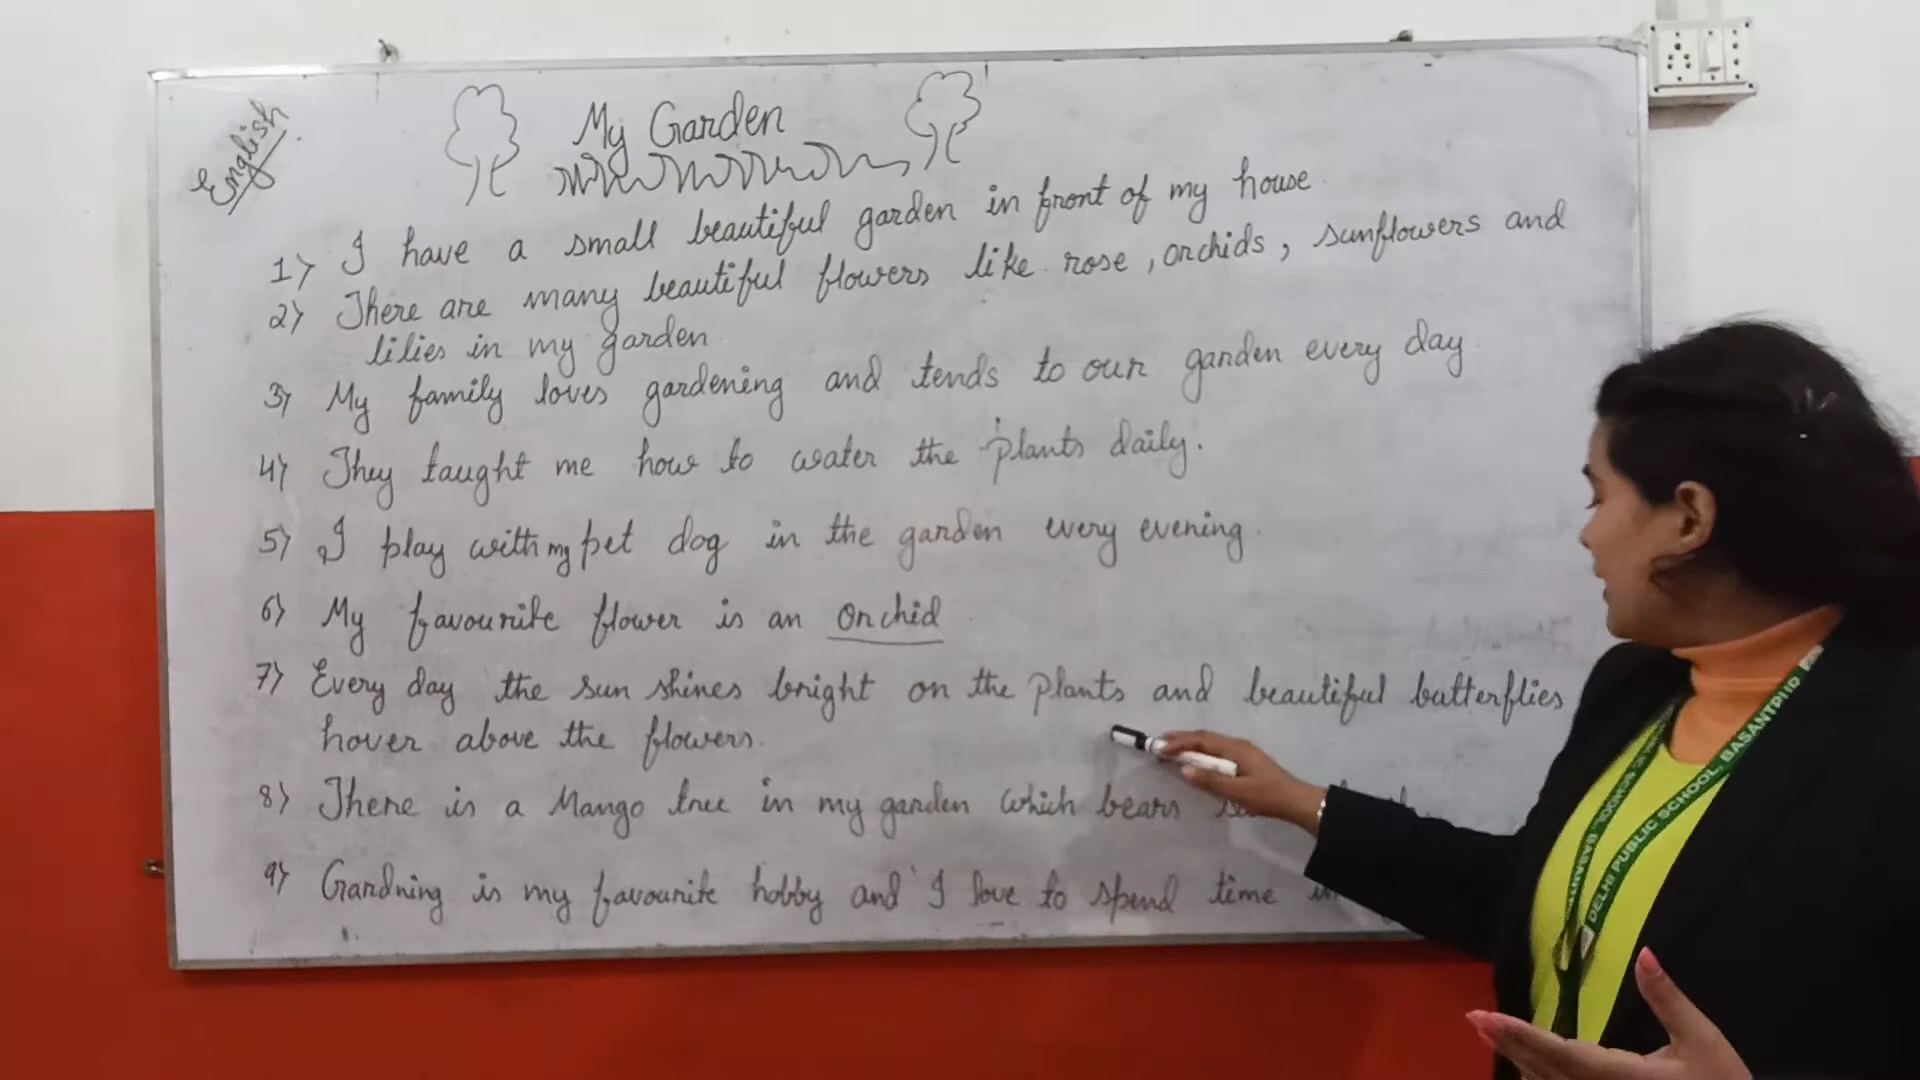 English
My Garden
1) I have a small beautiful garden in front of my house.
2) There are many beautiful flowers like rose, orchids, sunflowers and
lilies in my garden.
3) My family loves gardening and tends to our garden every day.
4) They taught me how to water the plants daily.
5) I play with my pet dog in the garden every evening.
6) My favourite flower is an orchid
7) Every day the sun shines bright on the plants and beautiful butterflies
hover above the flowers.
8) There is a Mango tree in my garden which bears
9) Gardning is my favourite hobby and I love to spend time in
DELHI PUBLIC SCHOOL, BASANTPUR